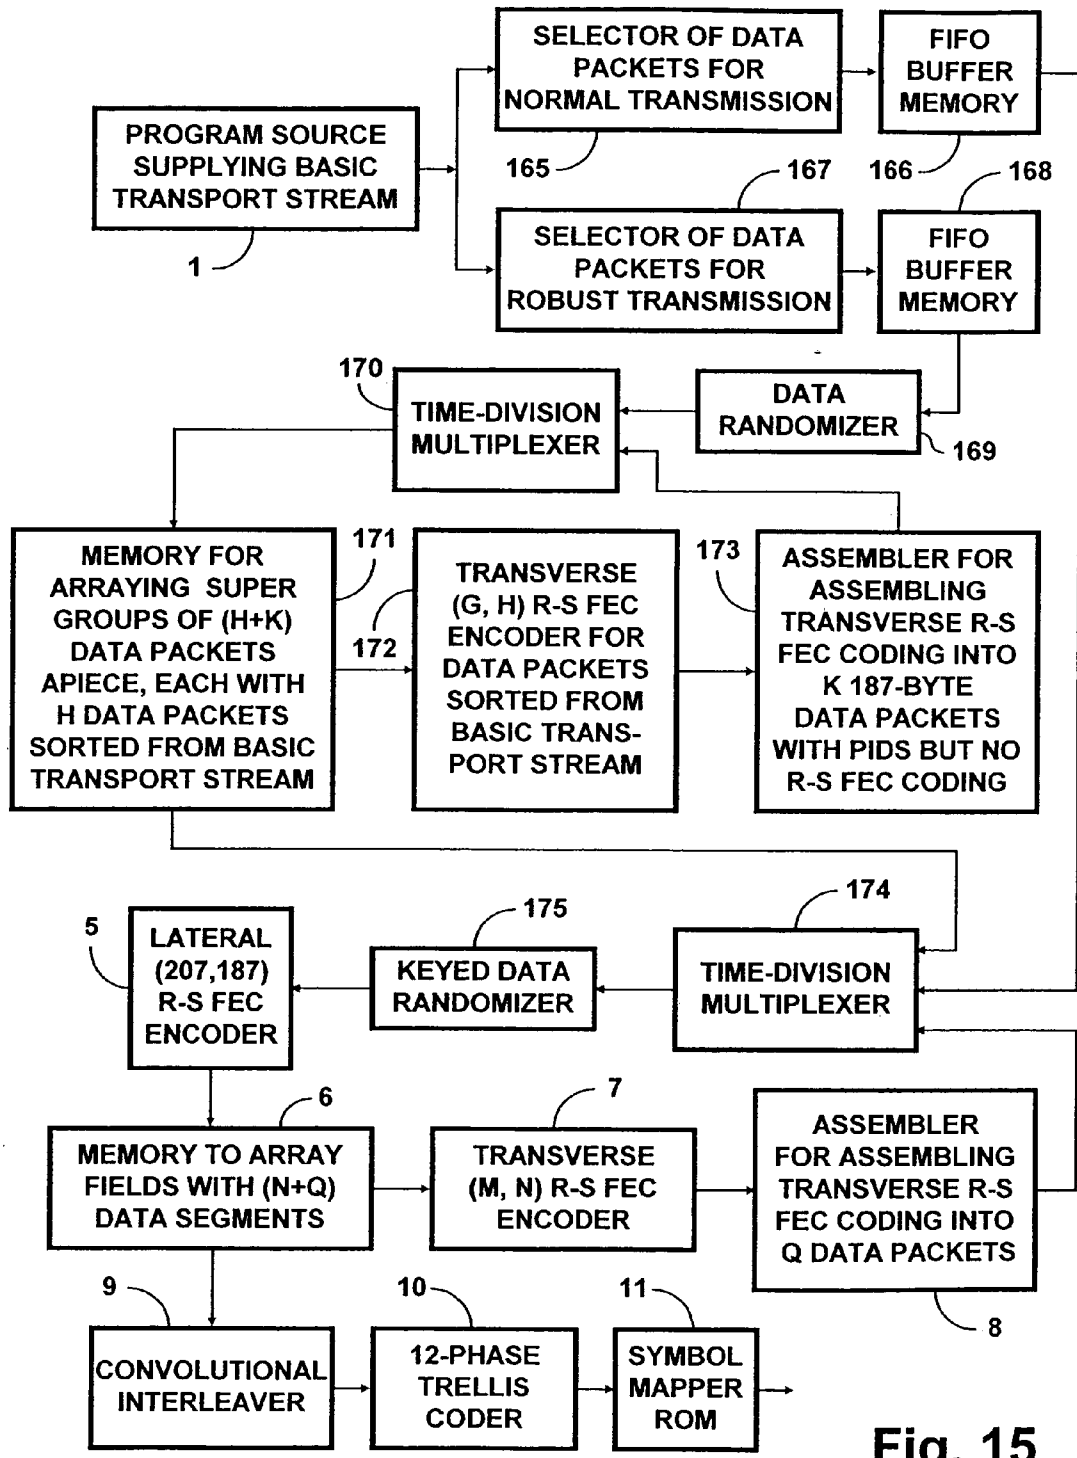 SELECTOR OF DATA
PACKETS FOR
NORMAL TRANSMISSION
FIFO
BUFFER
MEMORY
PROGRAM SOURCE
SUPPLYING BASIC
TRANSPORT STREAM
165
167
166
168
1
SELECTOR OF DATA
PACKETS FOR
ROBUST TRANSMISSION
FIFO
BUFFER
MEMORY
170
TIME-DIVISION
MULTIPLEXER
DATA
RANDOMIZER
169
MEMORY FOR
ARRAYING SUPER
GROUPS OF (H+K)
DATA PACKETS
APIECE, EACH WITH
H DATA PACKETS
SORTED FROM BASIC
TRANSPORT STREAM
171
172
TRANSVERSE
(G, H) R-S FEC
ENCODER FOR
DATA PACKETS
SORTED FROM
BASIC TRANS-
PORT STREAM
173
ASSEMBLER FOR
ASSEMBLING
TRANSVERSE R-S
FEC CODING INTO
K 187-BYTE
DATA PACKETS
WITH PIDS BUT NO
R-S FEC CODING
5
LATERAL
(207,187)
R-S FEC
ENCODER
175
KEYED DATA
RANDOMIZER
174
TIME-DIVISION
MULTIPLEXER
6
MEMORY TO ARRAY
FIELDS WITH (N+Q)
DATA SEGMENTS
7
TRANSVERSE
(M, N) R-S FEC
ENCODER
ASSEMBLER
FOR ASSEMBLING
TRANSVERSE R-S
FEC CODING INTO
Q DATA PACKETS
8
9
CONVOLUTIONAL
INTERLEAVER
10
12-PHASE
TRELLIS
CODER
11
SYMBOL
MAPPER
ROM
Fig. 15